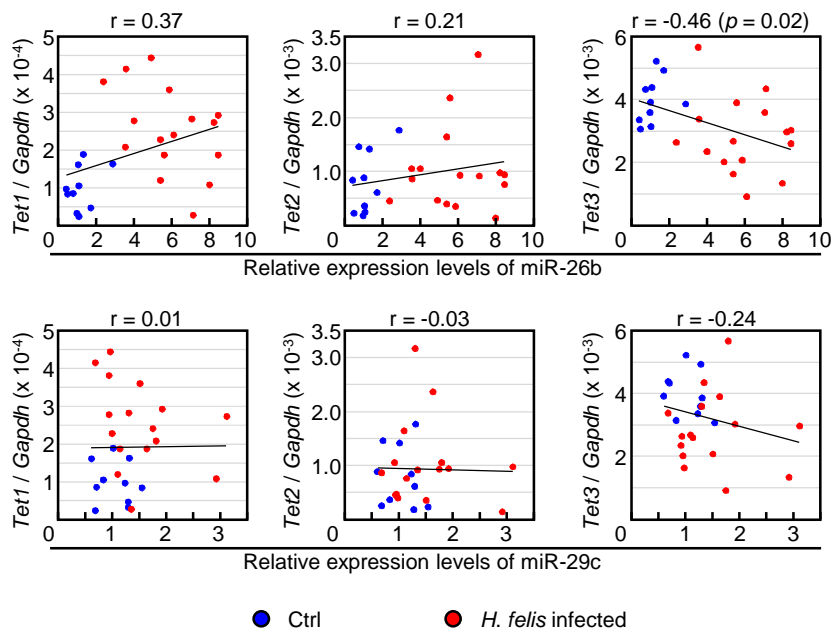 r = 0.37
r = 0.21
r = -0.46 (p = 0.02)
Tet1 / Gapdh (x 10-4)
5
4
3
2
1
0
0 2 4 6 8 10
Tet2 / Gapdh (x 10-3)
3.5
3.0
2.0
1.0
0
0 2 4 6 8 10
Tet3 / Gapdh (x 10-3)
6
4
2
0
0 2 4 6 8 10
Relative expression levels of miR-26b
r = 0.01
r = -0.03
r = -0.24
Tet1 / Gapdh (x 10-4)
5
4
3
2
1
0
0 1 2 3
Tet2 / Gapdh (x 10-3)
3.5
3.0
2.0
1.0
0
0 1 2 3
Tet3 / Gapdh (x 10-3)
6
4
2
0
0 1 2 3
Relative expression levels of miR-29c
Ctrl
H. felis infected